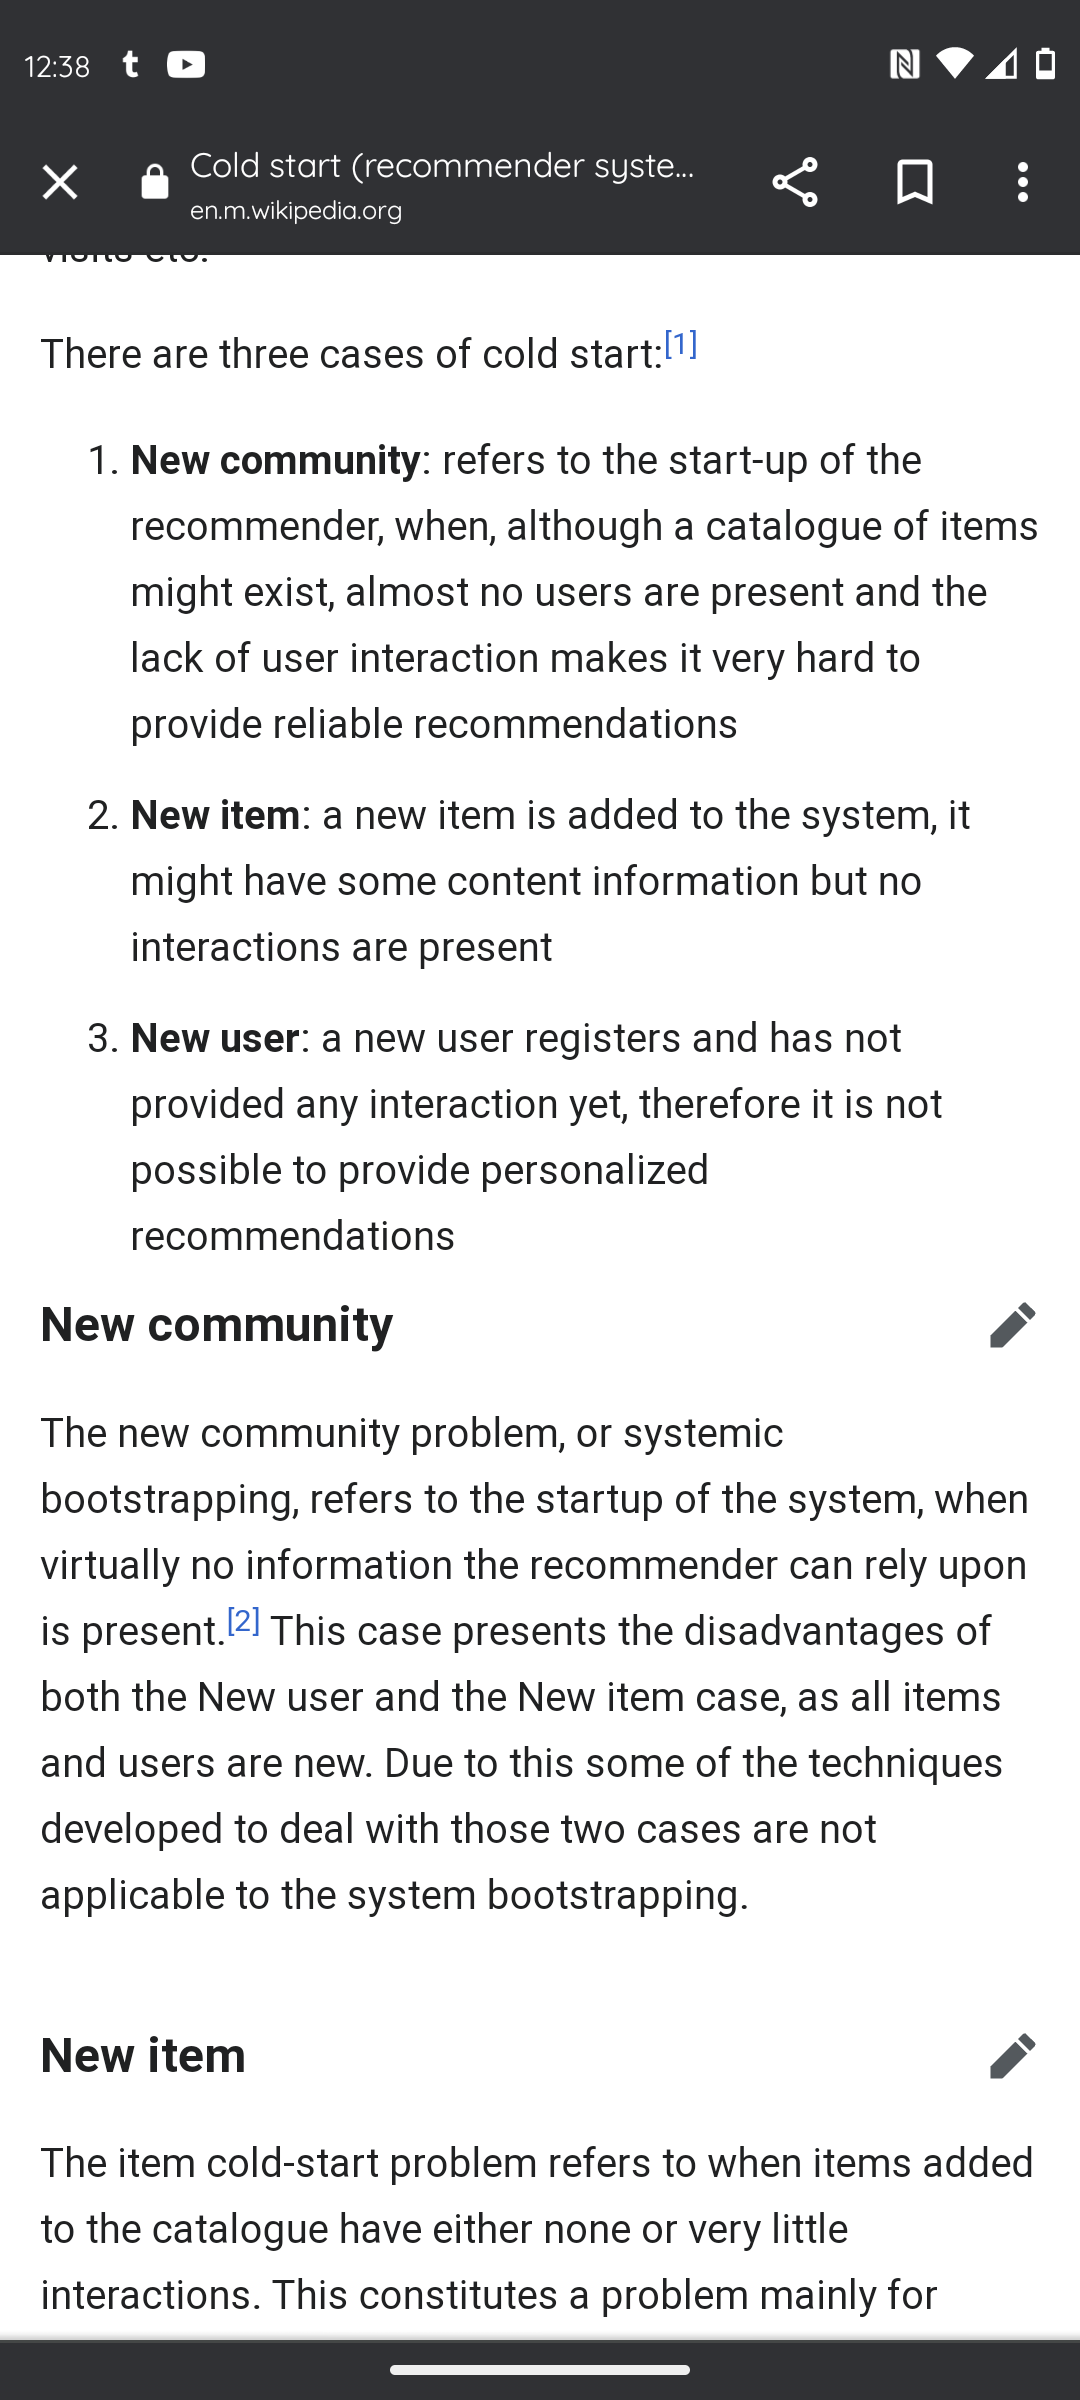 12:38
Cold start (recommender syste...
en.m.wikipedia.org
visits etc.
There are three cases of cold start:[1]
1. New community: refers to the start-up of the
recommender, when, although a catalogue of items
might exist, almost no users are present and the
lack of user interaction makes it very hard to
provide reliable recommendations
2. New item: a new item is added to the system, it
might have some content information but no
interactions are present
3. New user: a new user registers and has not
provided any interaction yet, therefore it is not
possible to provide personalized
recommendations
New community
The new community problem, or systemic
bootstrapping, refers to the startup of the system, when
virtually no information the recommender can rely upon
is present.[2] This case presents the disadvantages of
both the New user and the New item case, as all items
and users are new. Due to this some of the techniques
developed to deal with those two cases are not
applicable to the system bootstrapping.
New item
The item cold-start problem refers to when items added
to the catalogue have either none or very little
interactions. This constitutes a problem mainly for